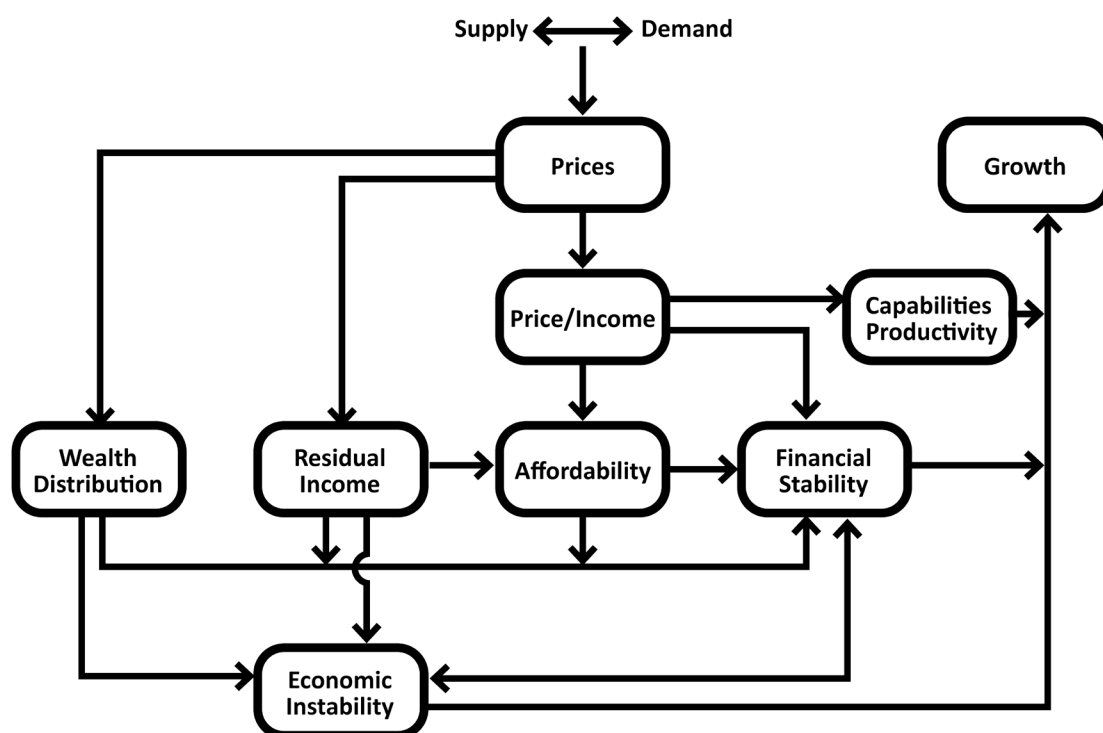 Supply
Demand
Prices
Growth
Price/Income
Capabilities
Productivity
Wealth
Distribution
Residual
Income
Affordability
Financial
Stability
Economic
Instability